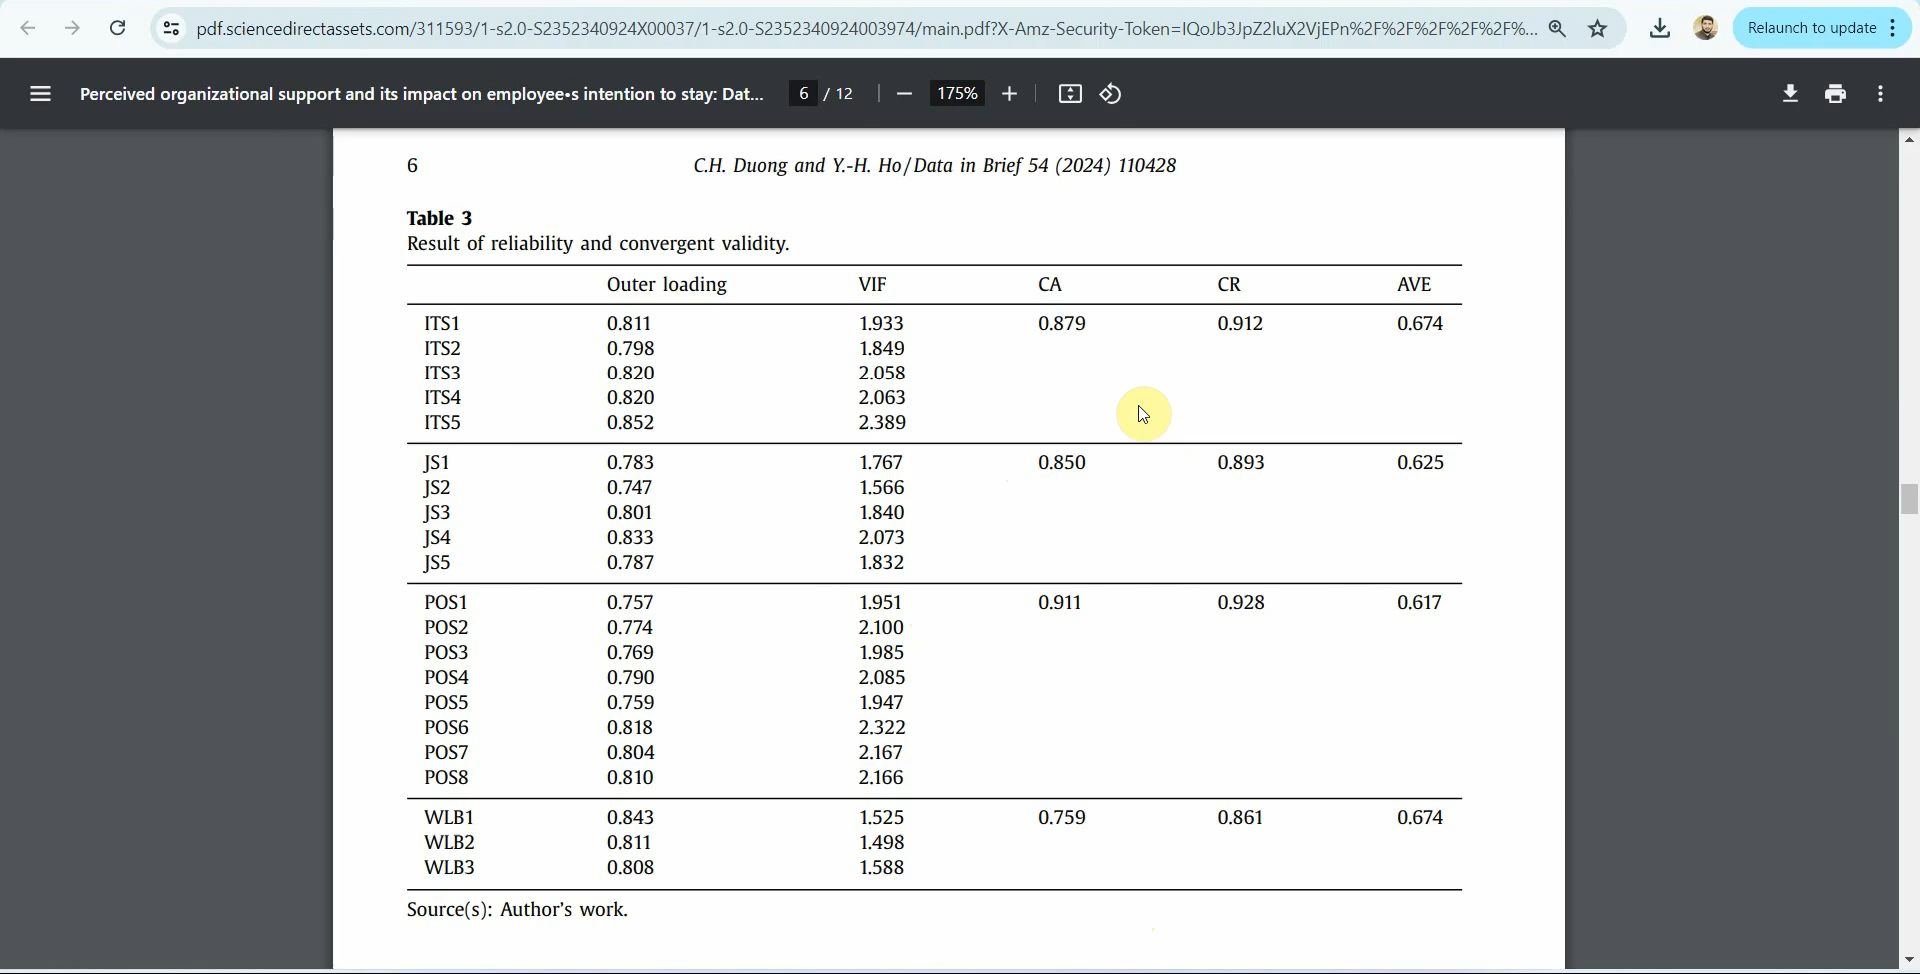 pdf.sciencedirectassets.com/311593/1-s2.0-S2352340924X00037/1-s2.0-S2352340924003974/main.pdf?X-Amz-Security-Token=IQoJb3JpZ2luX2VjEPn%2F%2F%2F%2F%2F%...
Relaunch to update
Perceived organizational support and its impact on employee•s intention to stay: Dat...
6 / 12
175%
6 C.H. Duong and Y.-H. Ho / Data in Brief 54 (2024) 110428
Table 3
Result of reliability and convergent validity.
Outer loading VIF CA CR AVE
ITS1 0.811 1.933 0.879 0.912 0.674
ITS2 0.798 1.849
ITS3 0.820 2.058
ITS4 0.820 2.063
ITS5 0.852 2.389
JS1 0.783 1.767 0.850 0.893 0.625
JS2 0.747 1.566
JS3 0.801 1.840
JS4 0.833 2.073
JS5 0.787 1.832
POS1 0.757 1.951 0.911 0.928 0.617
POS2 0.774 2.100
POS3 0.769 1.985
POS4 0.790 2.085
POS5 0.759 1.947
POS6 0.818 2.322
POS7 0.804 2.167
POS8 0.810 2.166
WLB1 0.843 1.525 0.759 0.861 0.674
WLB2 0.811 1.498
WLB3 0.808 1.588
Source(s): Author's work.